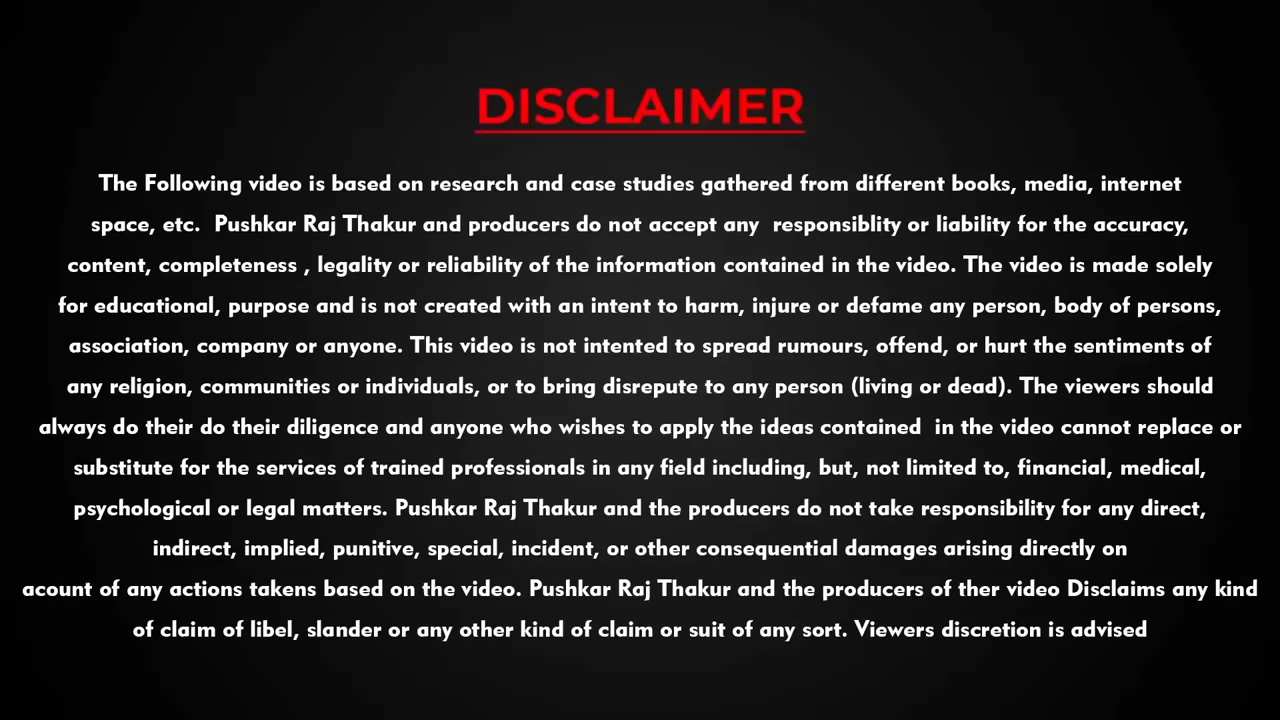 DISCLAIMER
The Following video is based on research and case studies gathered from different books, media, internet
space, etc.  Pushkar Raj Thakur and producers do not accept any  responsiblity or liability for the accuracy,
content, completeness , legality or reliability of the information contained in the video. The video is made solely
for educational, purpose and is not created with an intent to harm, injure or defame any person, body of persons,
association, company or anyone. This video is not intented to spread rumours, offend, or hurt the sentiments of
any religion, communities or individuals, or to bring disrepute to any person (living or dead). The viewers should
always do their do their diligence and anyone who wishes to apply the ideas contained  in the video cannot replace or
substitute for the services of trained professionals in any field including, but, not limited to, financial, medical,
psychological or legal matters. Pushkar Raj Thakur and the producers do not take responsibility for any direct,
indirect, implied, punitive, special, incident, or other consequential damages arising directly on
acount of any actions takens based on the video. Pushkar Raj Thakur and the producers of ther video Disclaims any kind
of claim of libel, slander or any other kind of claim or suit of any sort. Viewers discretion is advised